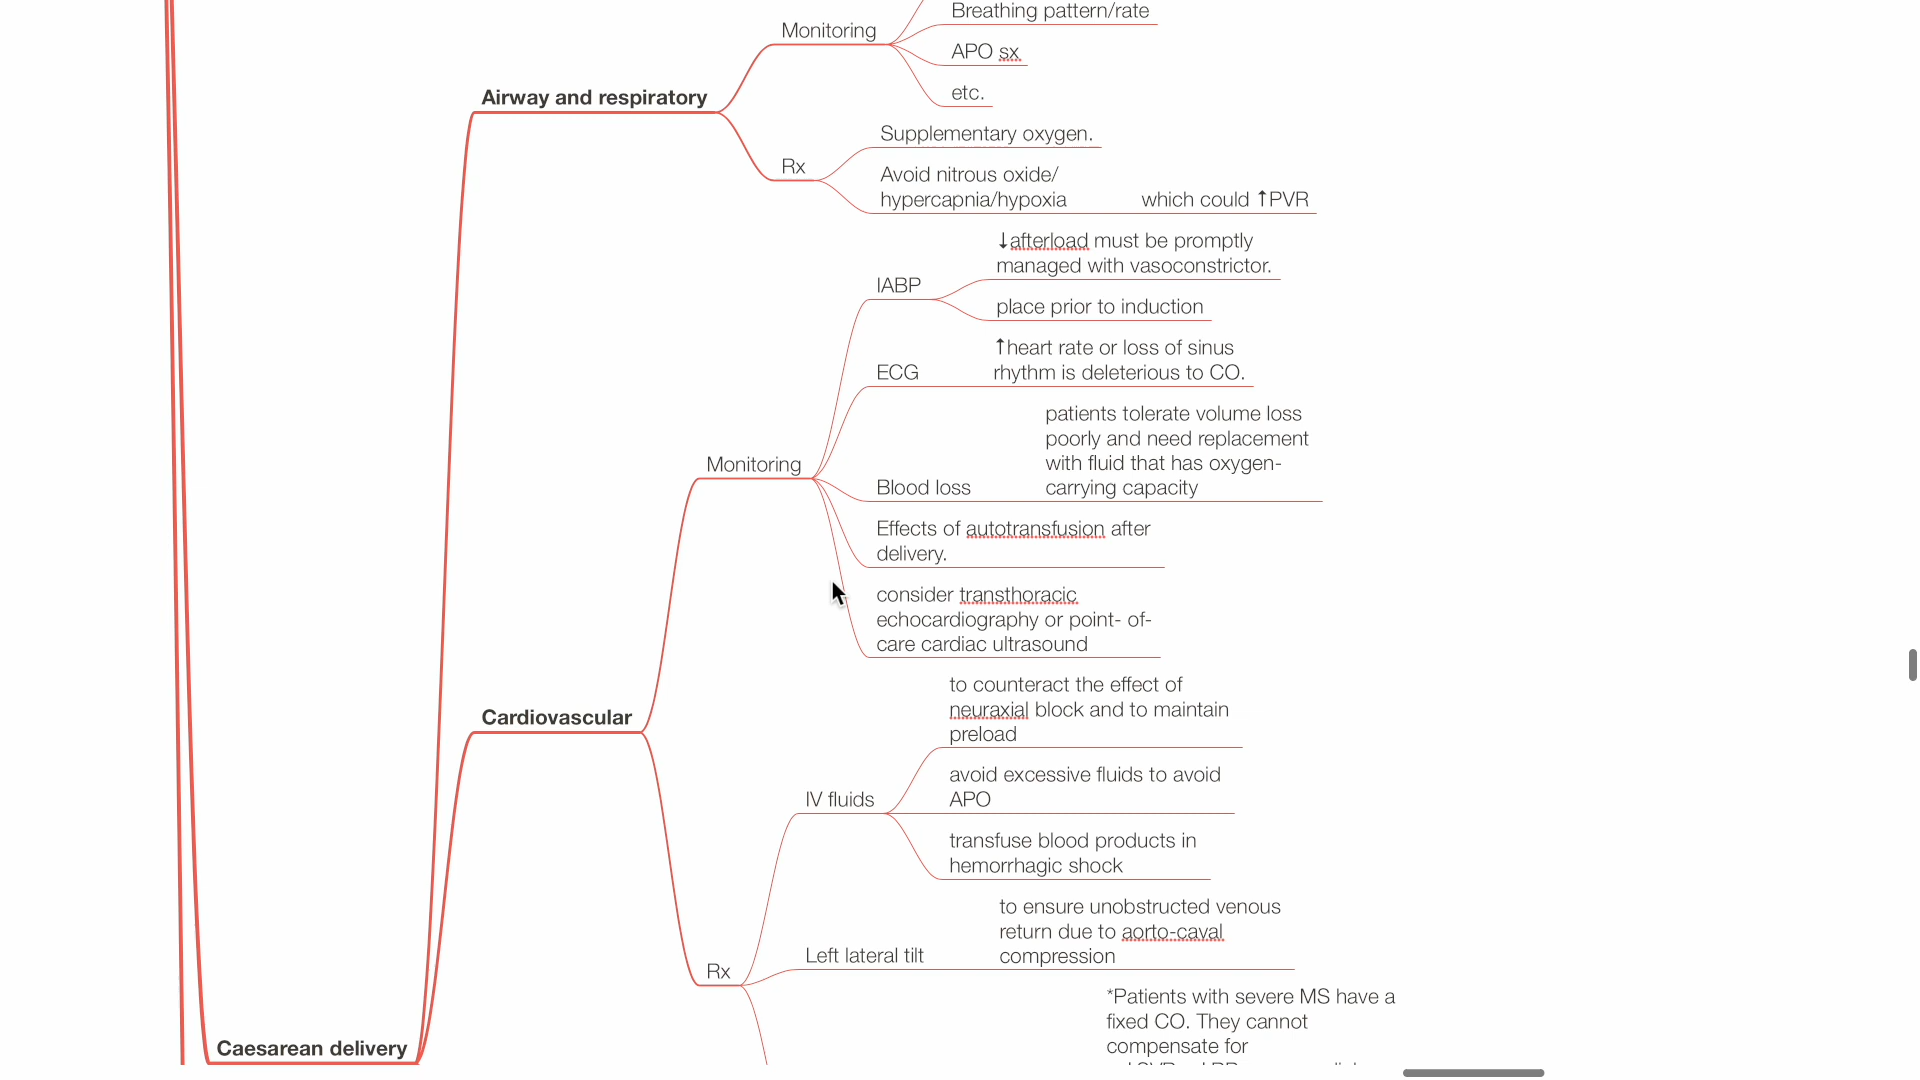 Breathing pattern/rate
Monitoring
APO sx
etc.
Airway and respiratory
Supplementary oxygen.
Rx
Avoid nitrous oxide/
hypercapnia/hypoxia
which could ↑PVR
↓afterload must be promptly
managed with vasoconstrictor.
IABP
place prior to induction
↑heart rate or loss of sinus
rhythm is deleterious to CO.
ECG
patients tolerate volume loss
poorly and need replacement
with fluid that has oxygen-
carrying capacity
Blood loss
Monitoring
Effects of autotransfusion after
delivery.
consider transthoracic
echocardiography or point- of-
care cardiac ultrasound
Cardiovascular
to counteract the effect of
neuraxial block and to maintain
preload
IV fluids
avoid excessive fluids to avoid
APO
transfuse blood products in
hemorrhagic shock
to ensure unobstructed venous
return due to aorto-caval
compression
Left lateral tilt
Rx
*Patients with severe MS have a
fixed CO. They cannot
compensate for
Caesarean delivery